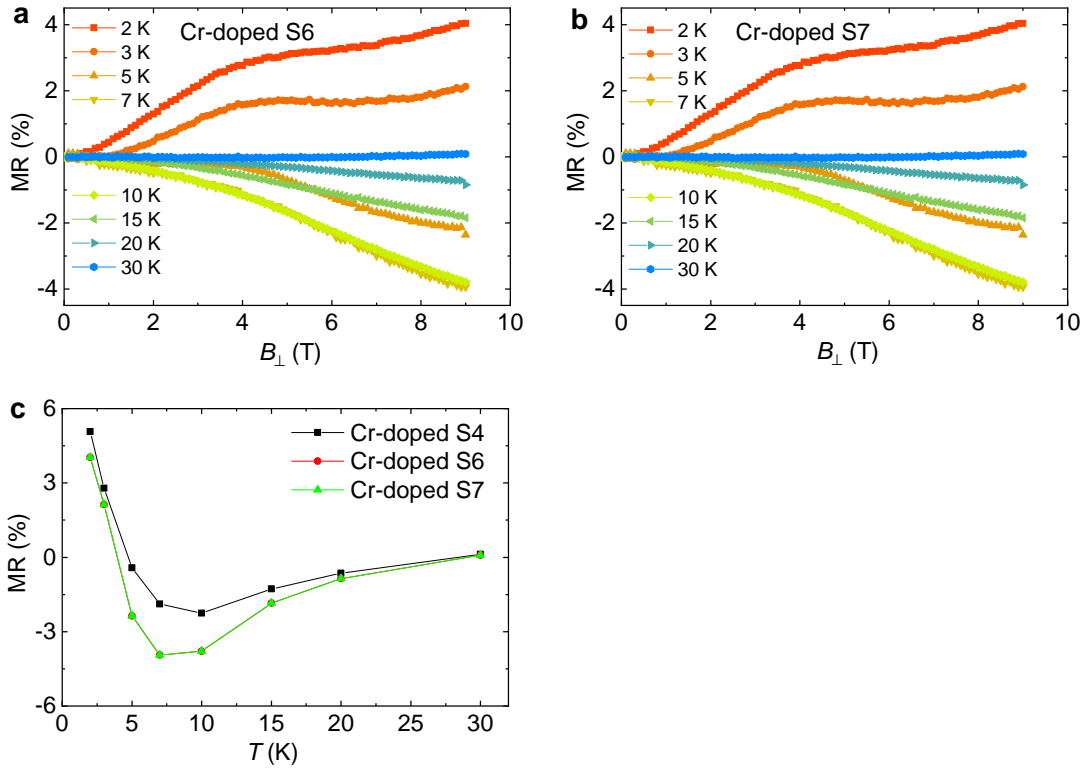 a
Cr-doped S6
2 K
3 K
5 K
7 K
10 K
15 K
20 K
30 K
4
2
0
-2
-4
MR (%)
0 2 4 6 8 10
B⊥ (T)
b
Cr-doped S7
2 K
3 K
5 K
7 K
10 K
15 K
20 K
30 K
4
2
0
-2
-4
MR (%)
0 2 4 6 8 10
B⊥ (T)
c
Cr-doped S4
Cr-doped S6
Cr-doped S7
6
3
0
-3
-6
MR (%)
0 5 10 15 20 25 30
T (K)